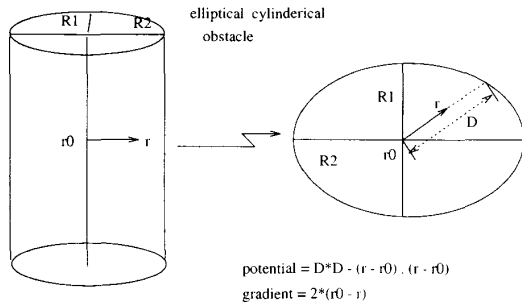 elliptical cylinderical
obstacle
R1
R2
r0
r
R1
r
D
R2
r0
potential = D*D - (r - r0) . (r - r0)
gradient = 2*(r0 - r)